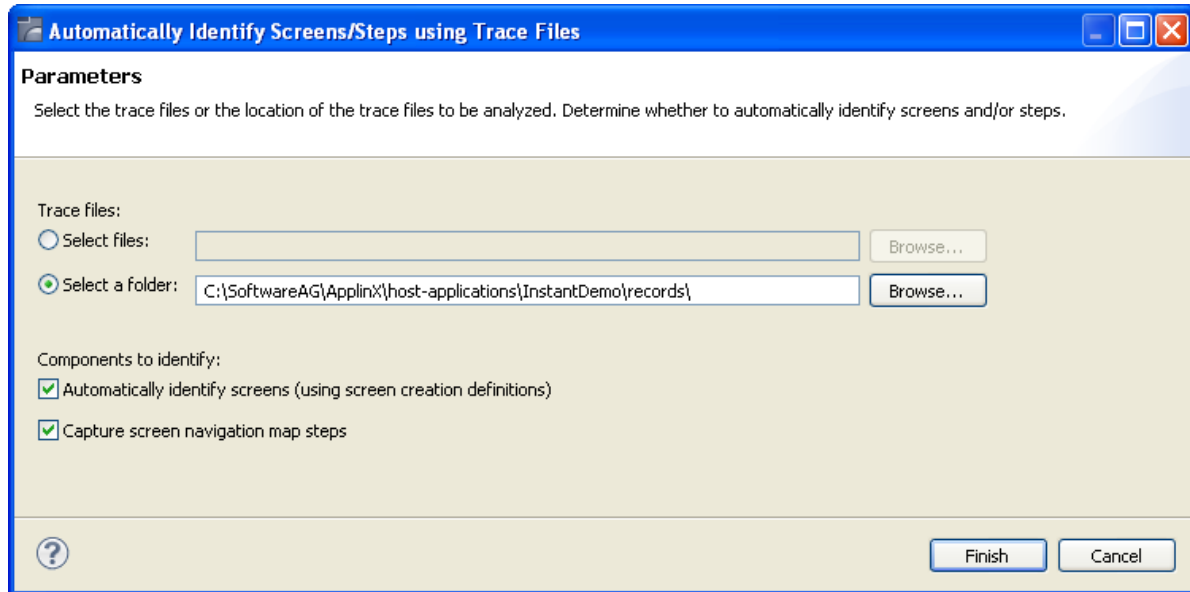 Automatically Identify Screens/Steps using Trace Files
Parameters
Select the trace files or the location of the trace files to be analyzed. Determine whether to automatically identify screens and/or steps.
Trace files:
Select files: Browse...
Select a folder: C:\SoftwareAG\ApplinX\host-applications\InstantDemo\records\ Browse...
Components to identify:
Automatically identify screens (using screen creation definitions)
Capture screen navigation map steps
? Finish Cancel